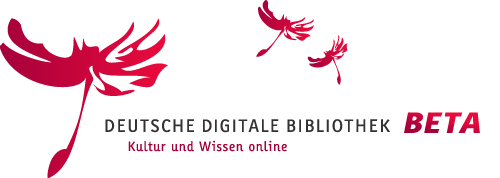 DEUTSCHE DIGITALE BIBLIOTHEK BETA
Kultur und Wissen online